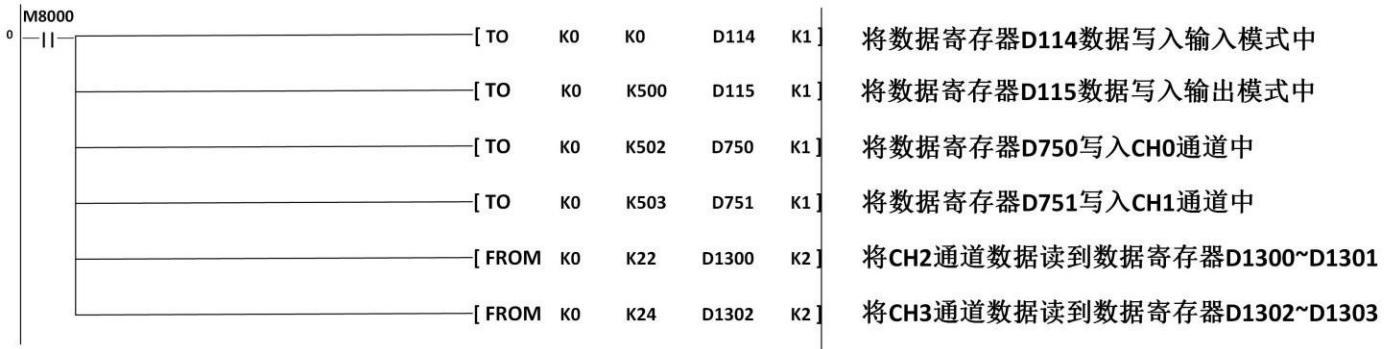 M8000
0 [ TO K0 K0 D114 K1 ] 将数据寄存器D114数据写入输入模式中
[ TO K0 K500 D115 K1 ] 将数据寄存器D115数据写入输出模式中
[ TO K0 K502 D750 K1 ] 将数据寄存器D750写入CH0通道中
[ TO K0 K503 D751 K1 ] 将数据寄存器D751写入CH1通道中
[ FROM K0 K22 D1300 K2 ] 将CH2通道数据读到数据寄存器D1300~D1301
[ FROM K0 K24 D1302 K2 ] 将CH3通道数据读到数据寄存器D1302~D1303